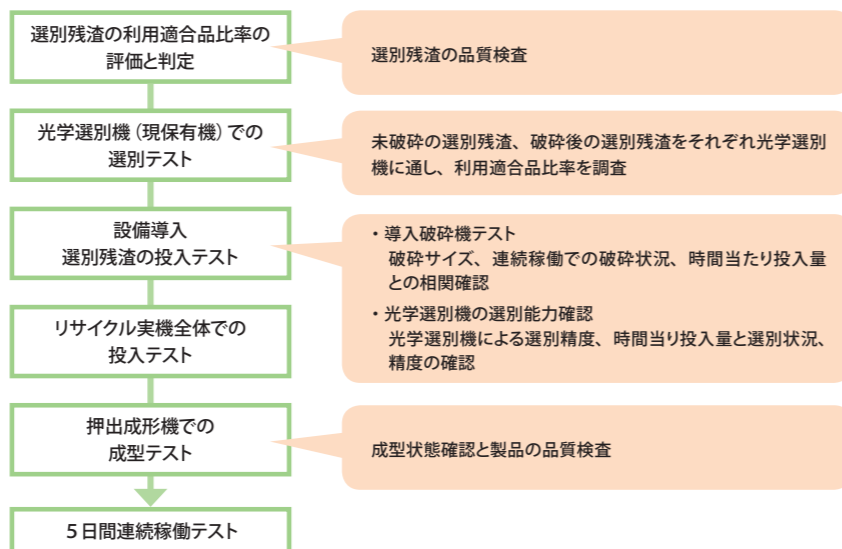 選別残渣の利用適合品比率の
評価と判定
選別残渣の品質検査
光学選別機（現保有機）での
選別テスト
未破砕の選別残渣、破砕後の選別残渣をそれぞれ光学選別
機に通し、利用適合品比率を調査
設備導入
選別残渣の投入テスト
・導入破砕機テスト
破砕サイズ、連続稼働での破砕状況、時間当たり投入量
との相関確認
・光学選別機の選別能力確認
光学選別機による選別精度、時間当り投入量と選別状況、
精度の確認
リサイクル実機全体での
投入テスト
押出成形機での
成型テスト
成型状態確認と製品の品質検査
5日間連続稼働テスト